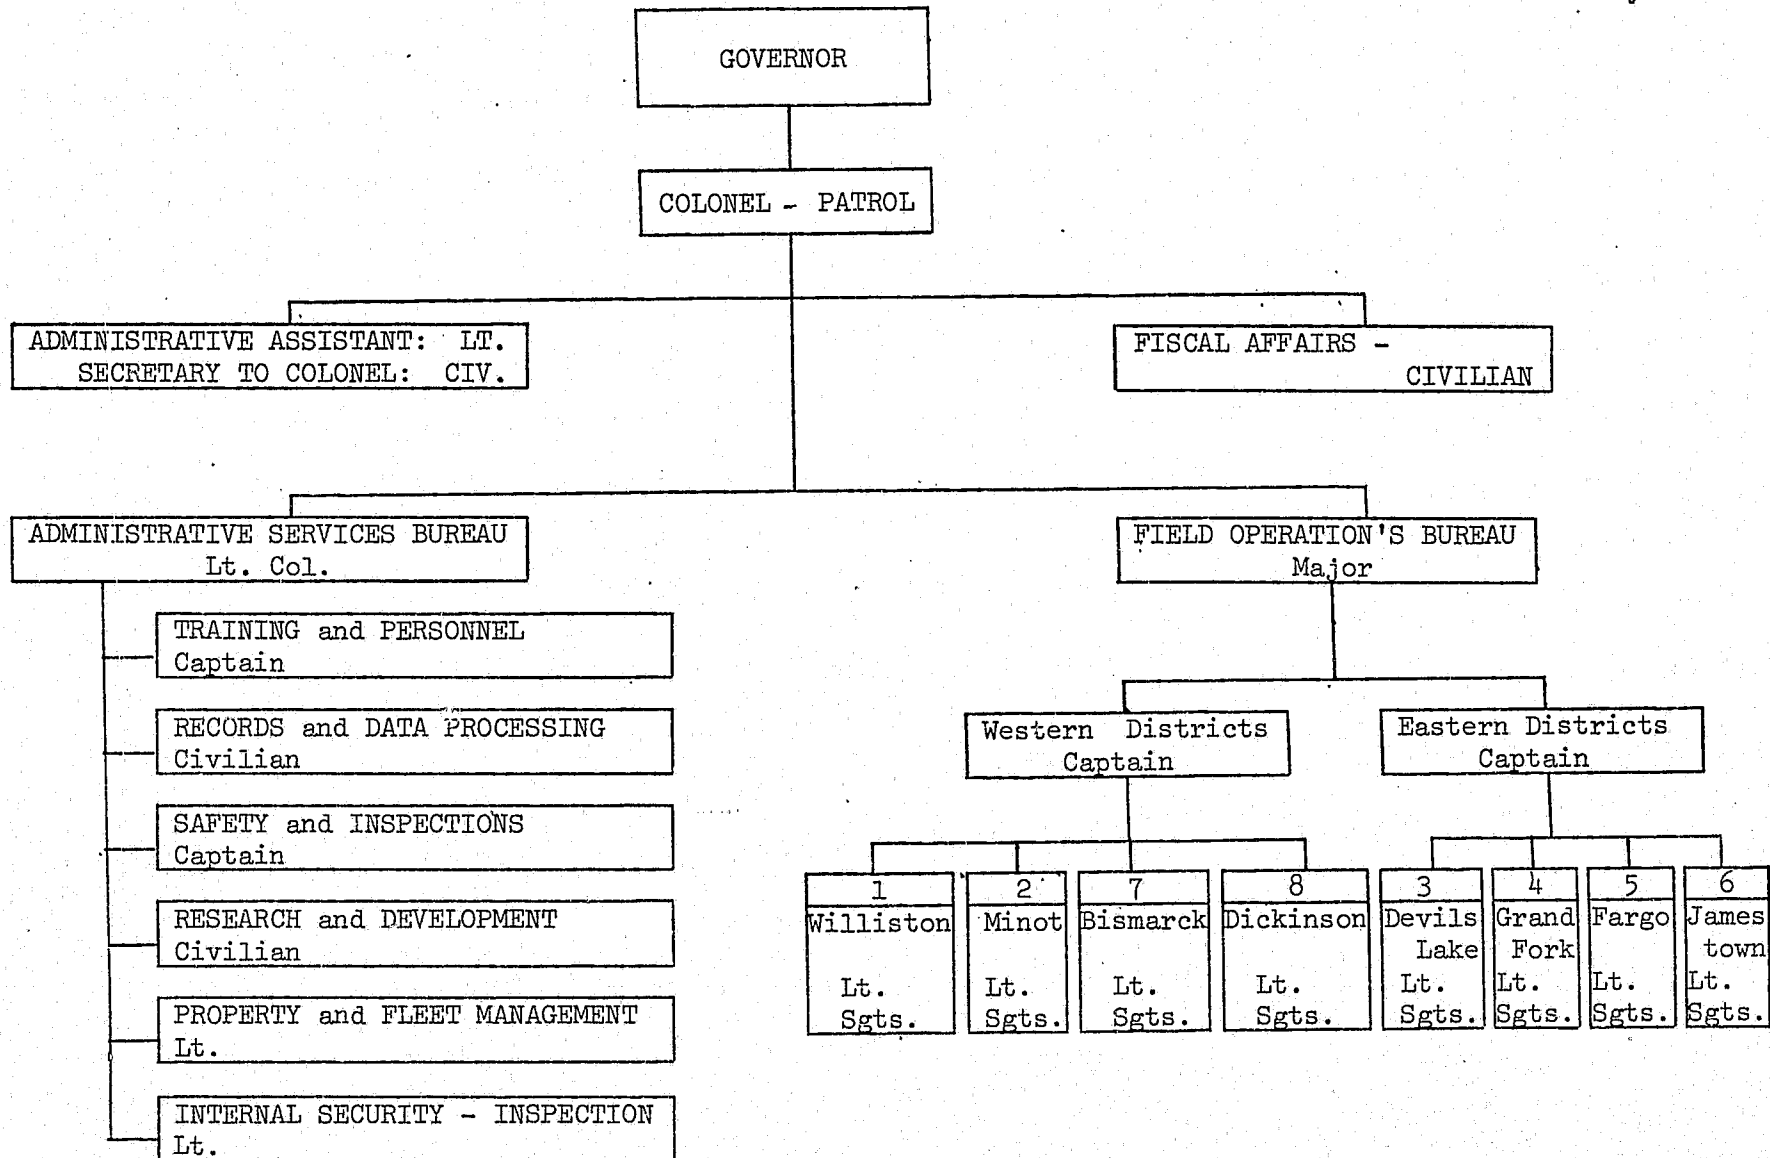 GOVERNOR
COLONEL - PATROL
ADMINISTRATIVE ASSISTANT: LT.
SECRETARY TO COLONEL: CIV.
FISCAL AFFAIRS -
CIVILIAN
ADMINISTRATIVE SERVICES BUREAU
Lt. Col.
FIELD OPERATION'S BUREAU
Major
TRAINING and PERSONNEL
Captain
RECORDS and DATA PROCESSING
Civilian
SAFETY and INSPECTIONS
Captain
RESEARCH and DEVELOPMENT
Civilian
PROPERTY and FLEET MANAGEMENT
Lt.
INTERNAL SECURITY - INSPECTION
Lt.
Western Districts
Captain
Eastern Districts
Captain
1
Williston
Lt.
Sgts.
2
Minot
Lt.
Sgts.
7
Bismarck
Lt.
Sgts.
8
Dickinson
Lt.
Sgts.
3
Devils
Lake
Lt.
Sgts.
4
Grand
Fork
Lt.
Sgts.
5
Fargo
Lt.
Sgts.
6
James
town
Lt.
Sgts.